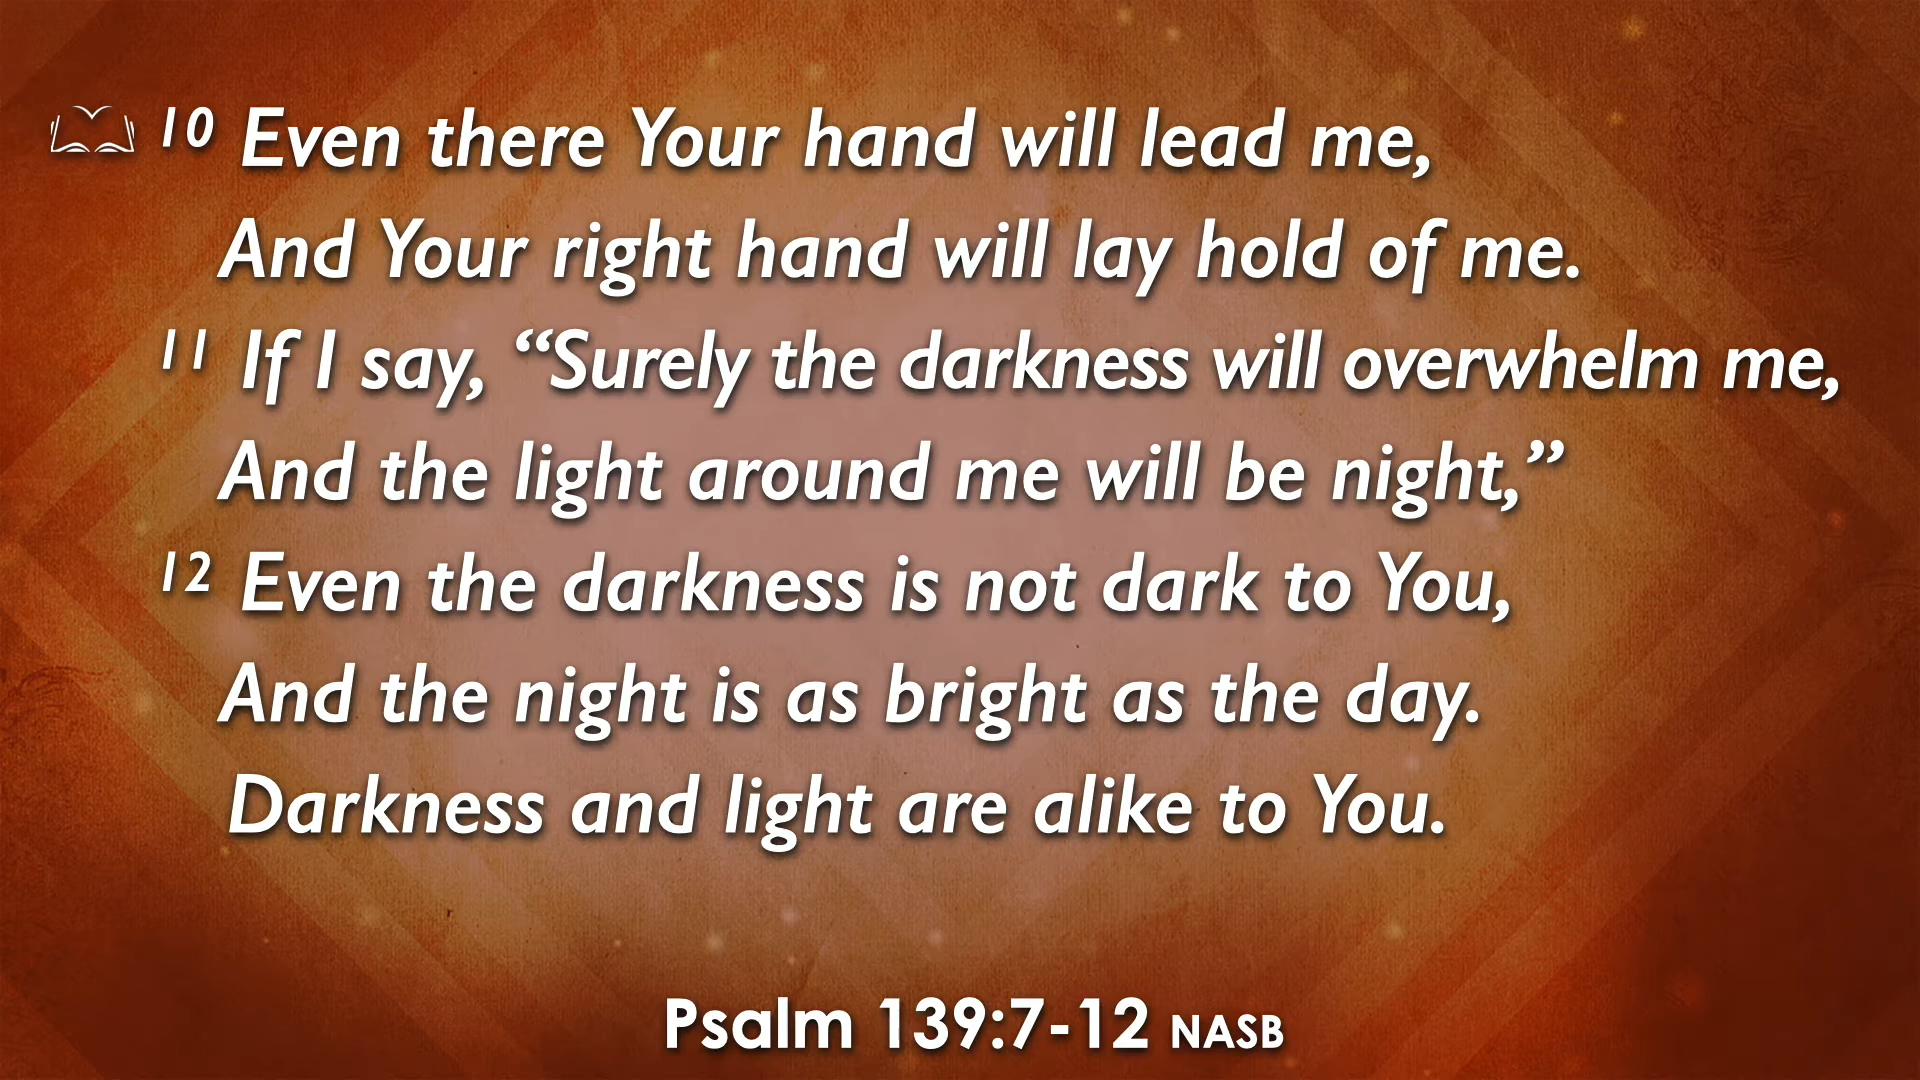 10 Even there Your hand will lead me,
And Your right hand will lay hold of me.
11 If I say, “Surely the darkness will overwhelm me,
And the light around me will be night,”
12 Even the darkness is not dark to You,
And the night is as bright as the day.
Darkness and light are alike to You.
Psalm 139:7-12 NASB